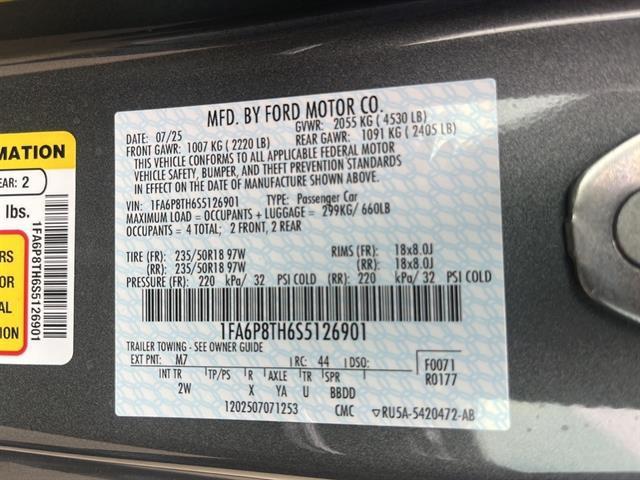 MFD. BY FORD MOTOR CO.
DATE: 07/25 GVWR: 2055 KG ( 4530 LB)
FRONT GAWR: 1007 KG ( 2220 LB) REAR GAWR: 1091 KG ( 2405 LB)
THIS VEHICLE CONFORMS TO ALL APPLICABLE FEDERAL MOTOR
VEHICLE SAFETY, BUMPER, AND THEFT PREVENTION STANDARDS
IN EFFECT ON THE DATE OF MANUFACTURE SHOWN ABOVE.
VIN: 1FA6P8TH6S5126901 TYPE: Passenger Car
MAXIMUM LOAD = OCCUPANTS + LUGGAGE = 299KG/ 660LB
OCCUPANTS = 4 TOTAL; 2 FRONT, 2 REAR
TIRE (FR): 235/50R18 97W RIMS (FR): 18x8.0J
(RR): 235/50R18 97W (RR): 18x8.0J
PRESSURE (FR): 220 kPa/ 32 PSI COLD (RR): 220 kPa/ 32 PSI COLD
1FA6P8TH6S5126901
TRAILER TOWING - SEE OWNER GUIDE
EXT PNT: M7 RC: 44 DSO: F0071
R0177
INT TR TP/PS R AXLE TR SPR
2W X YA U BBDD
1202507071253 CMC RU5A-5420472-AB
MATION
EAR: 2
lbs.
RS
OR
AL
ON
1FA6P8TH6S5126901